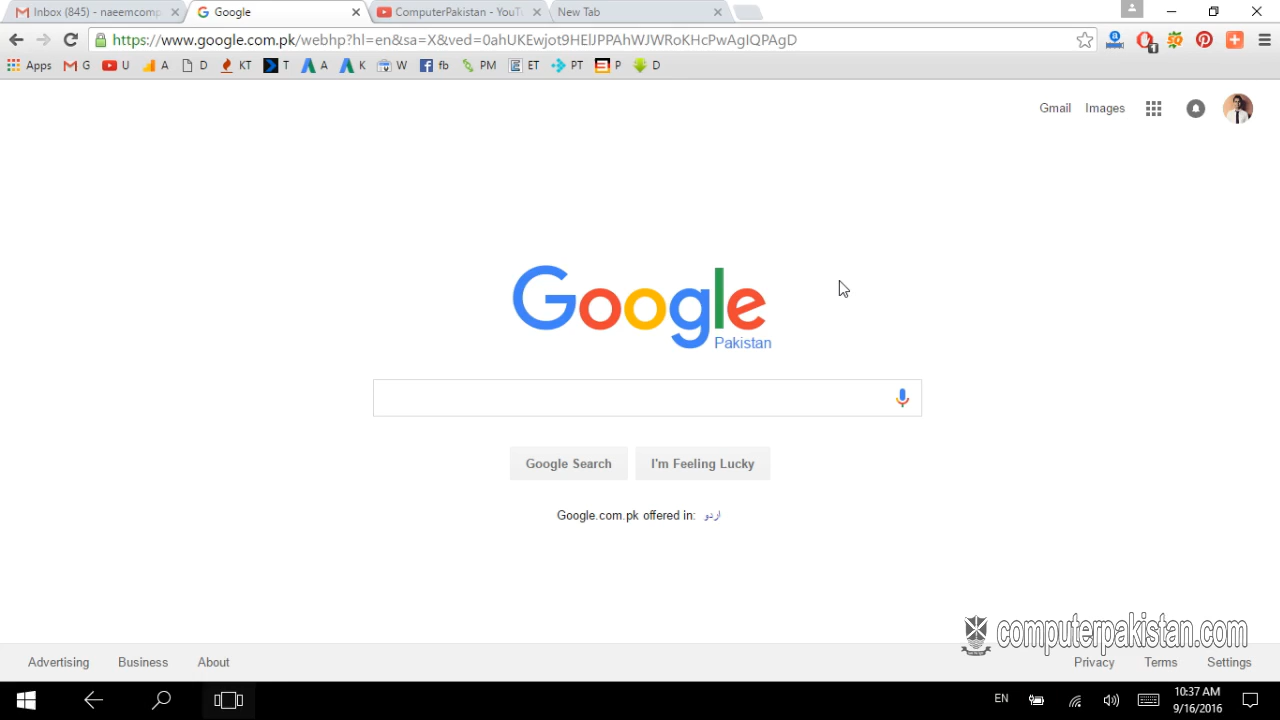 Inbox (845) - naeemcomp
Google
ComputerPakistan - YouTu
New Tab
https://www.google.com.pk/webhp?hl=en&sa=X&ved=0ahUKEwjot9HElJPPAhWJWRoKHcPwAgIQPAgD
Apps G U A D KT T A K W fb PM ET PT P D
Gmail Images
Google
Pakistan
Google Search I'm Feeling Lucky
Google.com.pk offered in: اردو
computerpakistan.com
Advertising Business About Privacy Terms Settings
EN
10:37 AM
9/16/2016